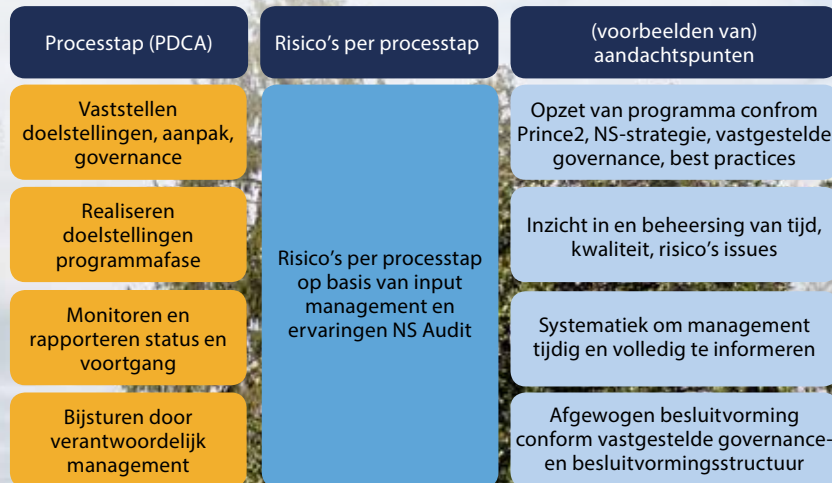 Processtap (PDCA)
Risico’s per processtap
(voorbeelden van)
aandachtspunten
Vaststellen
doelstellingen, aanpak,
governance
Realiseren
doelstellingen
programmafase
Monitoren en
rapporteren status en
voortgang
Bijsturen door
verantwoordelijk
management
Risico’s per processtap
op basis van input
management en
ervaringen NS Audit
Opzet van programma confrom
Prince2, NS-strategie, vastgestelde
governance, best practices
Inzicht in en beheersing van tijd,
kwaliteit, risico’s issues
Systematiek om management
tijdig en volledig te informeren
Afgewogen besluitvorming
conform vastgestelde governance-
en besluitvormingsstructuur